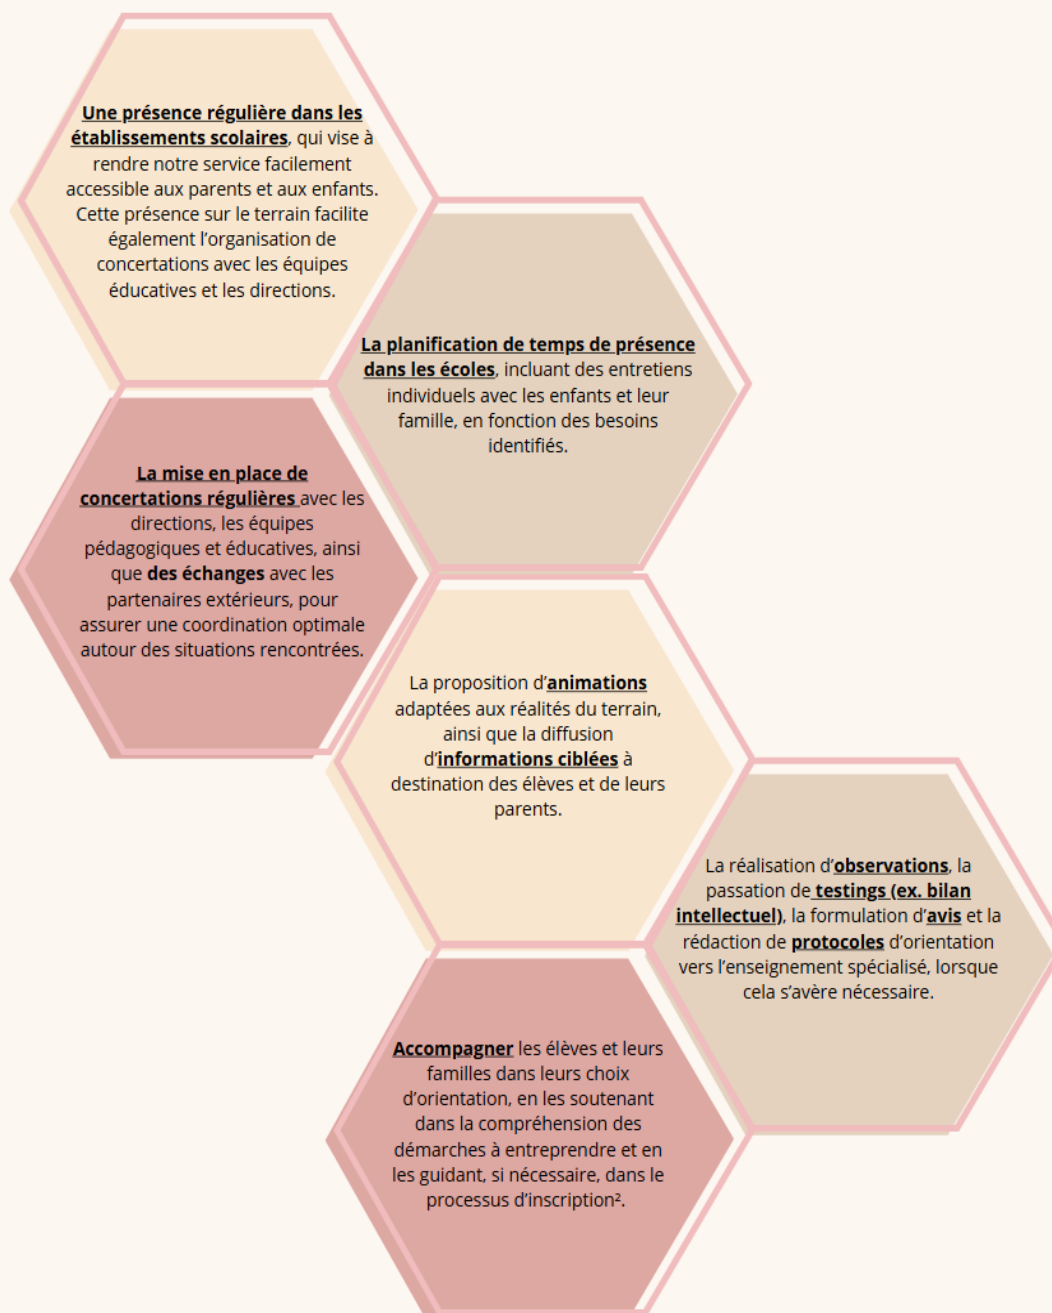 Une présence régulière dans les
établissements scolaires, qui vise à
rendre notre service facilement
accessible aux parents et aux enfants.
Cette présence sur le terrain facilite
également l’organisation de
concertations avec les équipes
éducatives et les directions.
La planification de temps de présence
dans les écoles, incluant des entretiens
individuels avec les enfants et leur
famille, en fonction des besoins
identifiés.
La mise en place de
concertations régulières avec les
directions, les équipes
pédagogiques et éducatives, ainsi
que des échanges avec les
partenaires extérieurs, pour
assurer une coordination optimale
autour des situations rencontrées.
La proposition d’animations
adaptées aux réalités du terrain,
ainsi que la diffusion
d’informations ciblées à
destination des élèves et de leurs
parents.
La réalisation d’observations, la
passation de testings (ex. bilan
intellectuel), la formulation d’avis et la
rédaction de protocoles d’orientation
vers l’enseignement spécialisé, lorsque
cela s’avère nécessaire.
Accompagner les élèves et leurs
familles dans leurs choix
d’orientation, en les soutenant
dans la compréhension des
démarches à entreprendre et en
les guidant, si nécessaire, dans le
processus d’inscription².